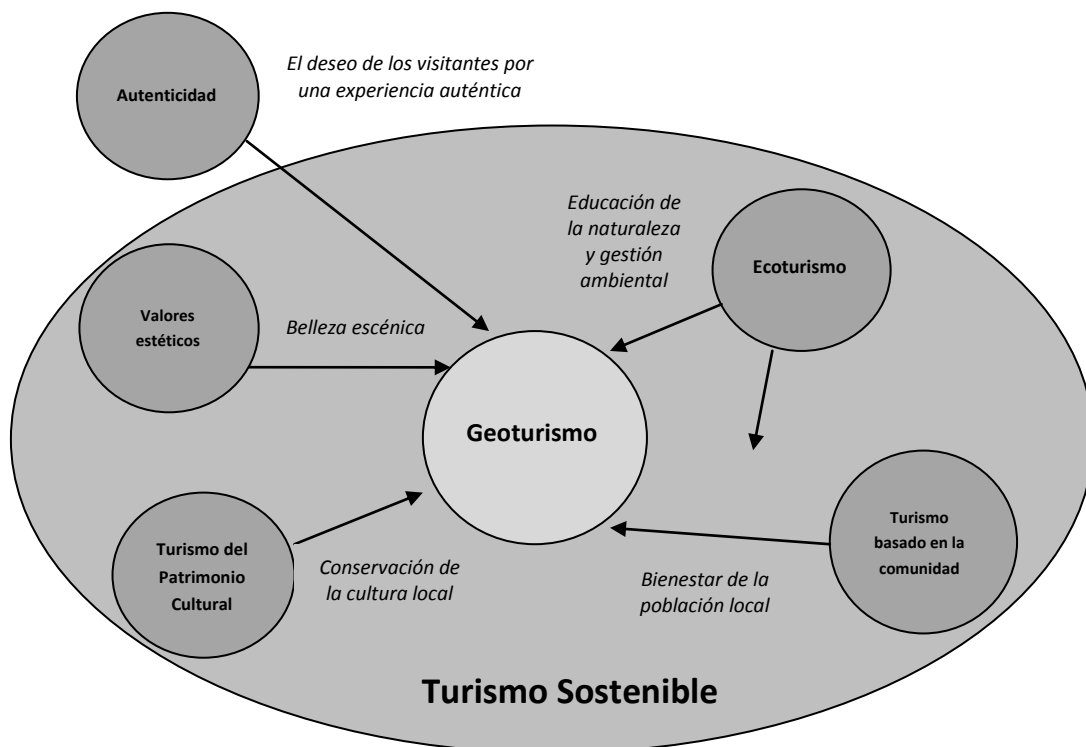 El deseo de los visitantes por
una experiencia auténtica
Autenticidad
Educación de
la naturaleza
y gestión
ambiental
Ecoturismo
Valores
estéticos
Belleza escénica
Geoturismo
Turismo del
Patrimonio
Cultural
Conservación de
la cultura local
Bienestar de la
población local
Turismo
basado en la
comunidad
Turismo Sostenible